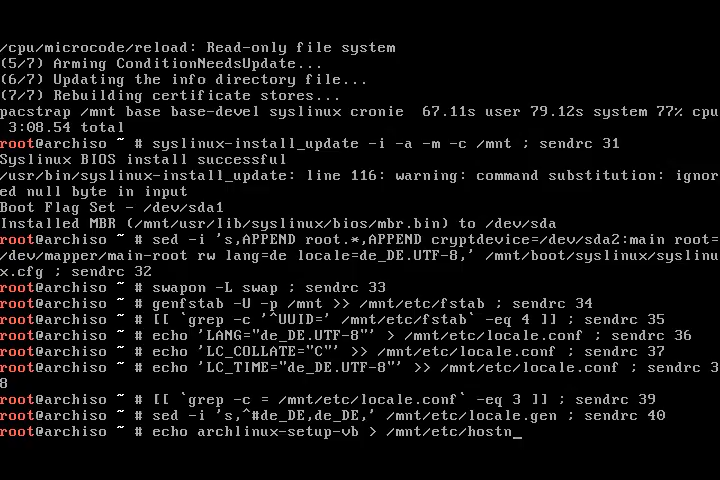 /cpu/microcode/reload: Read-only file system
(5/7) Arming ConditionNeedsUpdate...
(6/7) Updating the info directory file...
(7/7) Rebuilding certificate stores...
pacstrap /mnt base base-devel syslinux cronie  67.11s user 79.12s system 77% cpu
 3:08.54 total
root@archiso ~ # syslinux-install_update -i -a -m -c /mnt ; sendrc 31
Syslinux BIOS install successful
/usr/bin/syslinux-install_update: line 116: warning: command substitution: ignor
ed null byte in input
Boot Flag Set - /dev/sda1
Installed MBR (/mnt/usr/lib/syslinux/bios/mbr.bin) to /dev/sda
root@archiso ~ # sed -i 's,APPEND root.*,APPEND cryptdevice=/dev/sda2:main root=
/dev/mapper/main-root rw lang=de locale=de_DE.UTF-8,' /mnt/boot/syslinux/syslinu
x.cfg ; sendrc 32
root@archiso ~ # swapon -L swap ; sendrc 33
root@archiso ~ # genfstab -U -p /mnt >> /mnt/etc/fstab ; sendrc 34
root@archiso ~ # [[ `grep -c '^UUID=' /mnt/etc/fstab` -eq 4 ]] ; sendrc 35
root@archiso ~ # echo 'LANG="de_DE.UTF-8"' > /mnt/etc/locale.conf ; sendrc 36
root@archiso ~ # echo 'LC_COLLATE="C"' >> /mnt/etc/locale.conf ; sendrc 37
root@archiso ~ # echo 'LC_TIME="de_DE.UTF-8"' >> /mnt/etc/locale.conf ; sendrc 3
8
root@archiso ~ # [[ `grep -c = /mnt/etc/locale.conf` -eq 3 ]] ; sendrc 39
root@archiso ~ # sed -i 's,^#de_DE,de_DE,' /mnt/etc/locale.gen ; sendrc 40
root@archiso ~ # echo archlinux-setup-vb > /mnt/etc/hostn_